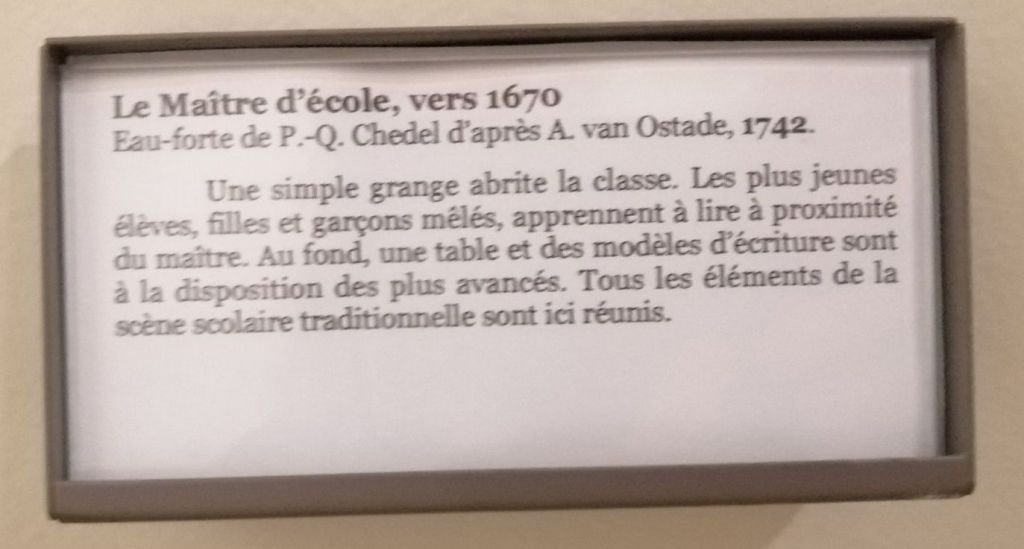 Le Maître d'école, vers 1670
Eau-forte de P.-Q. Chedel d'après A. van Ostade, 1742.
Une simple grange abrite la classe. Les plus jeunes
élèves, filles et garçons mêlés, apprennent à lire à proximité
du maître. Au fond, une table et des modèles d'écriture sont
à la disposition des plus avancés. Tous les éléments de la
scène scolaire traditionnelle sont ici réunis.